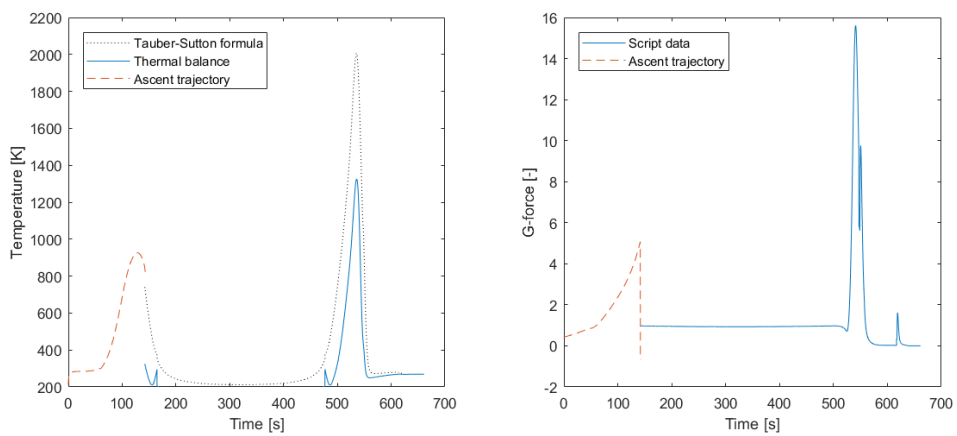 2200
2000
1800
1600
1400
1200
1000
800
600
400
200
Temperature [K]
Tauber-Sutton formula
Thermal balance
Ascent trajectory
0 100 200 300 400 500 600 700
Time [s]
16
14
12
10
8
6
4
2
0
-2
G-force [-]
Script data
Ascent trajectory
0 100 200 300 400 500 600 700
Time [s]